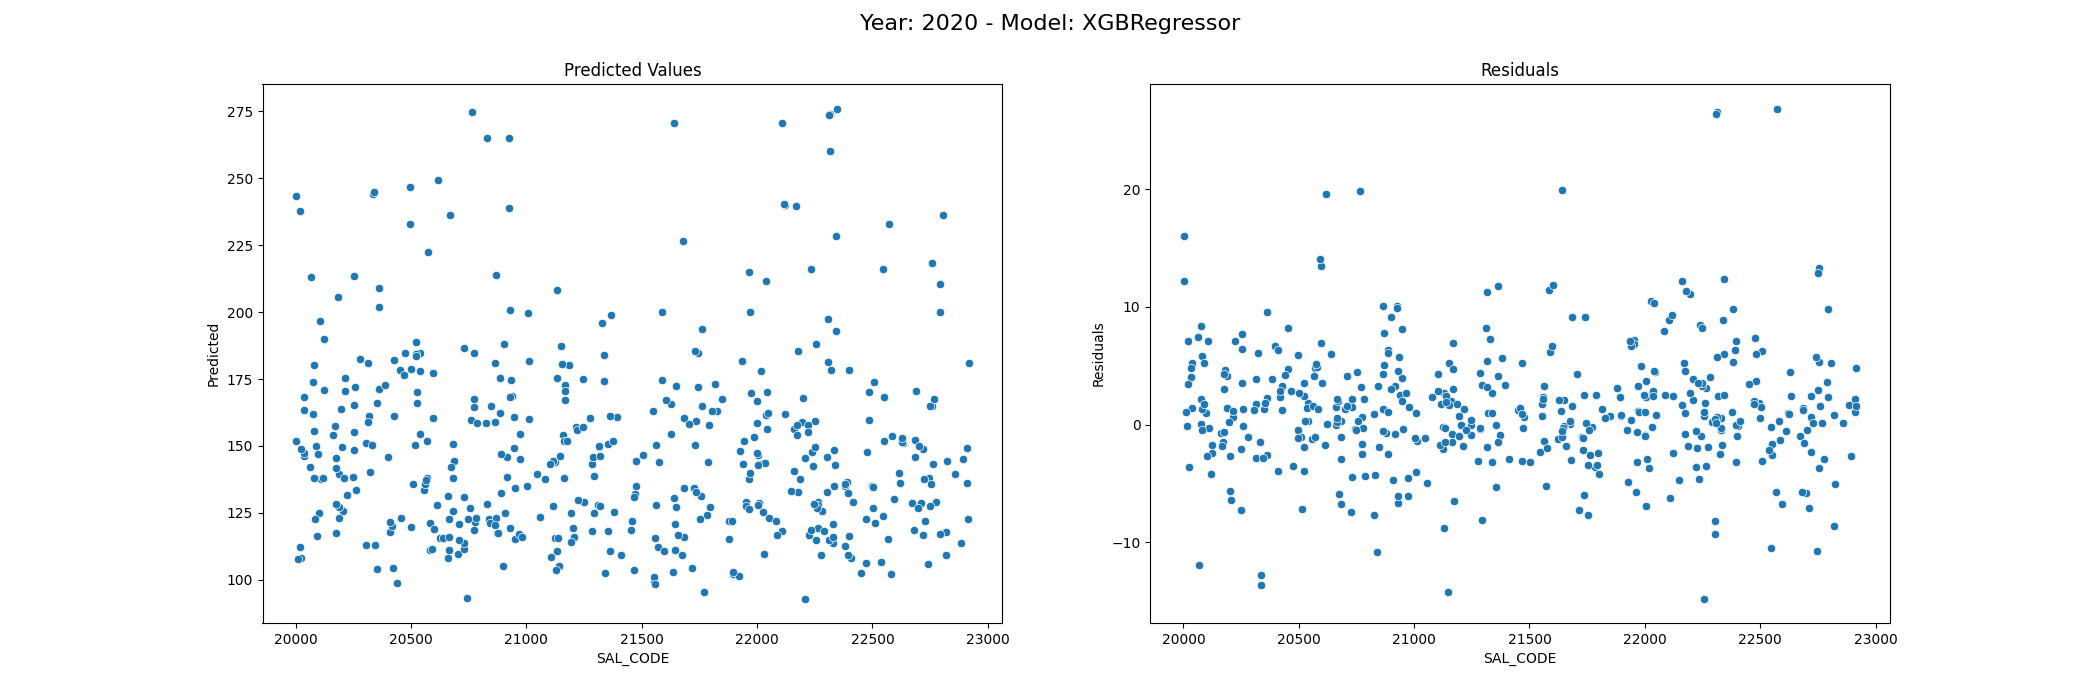 Year: 2020 - Model: XGBRegressor
Predicted Values
Predicted
275
250
225
200
175
150
125
100
20000 20500 21000 21500 22000 22500 23000
SAL_CODE
Residuals
Residuals
20
10
0
−10
20000 20500 21000 21500 22000 22500 23000
SAL_CODE